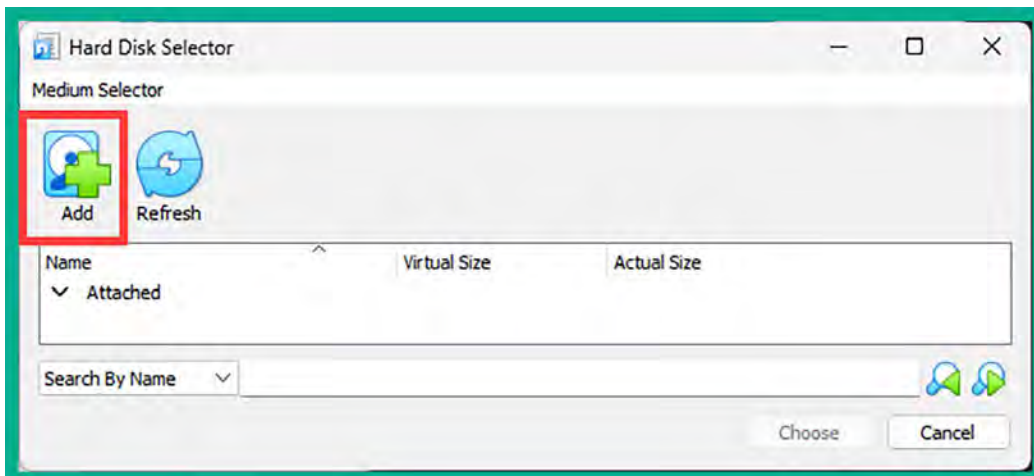 Hard Disk Selector
Medium Selector
Add Refresh
Name Virtual Size Actual Size
Attached
Search By Name
Choose Cancel